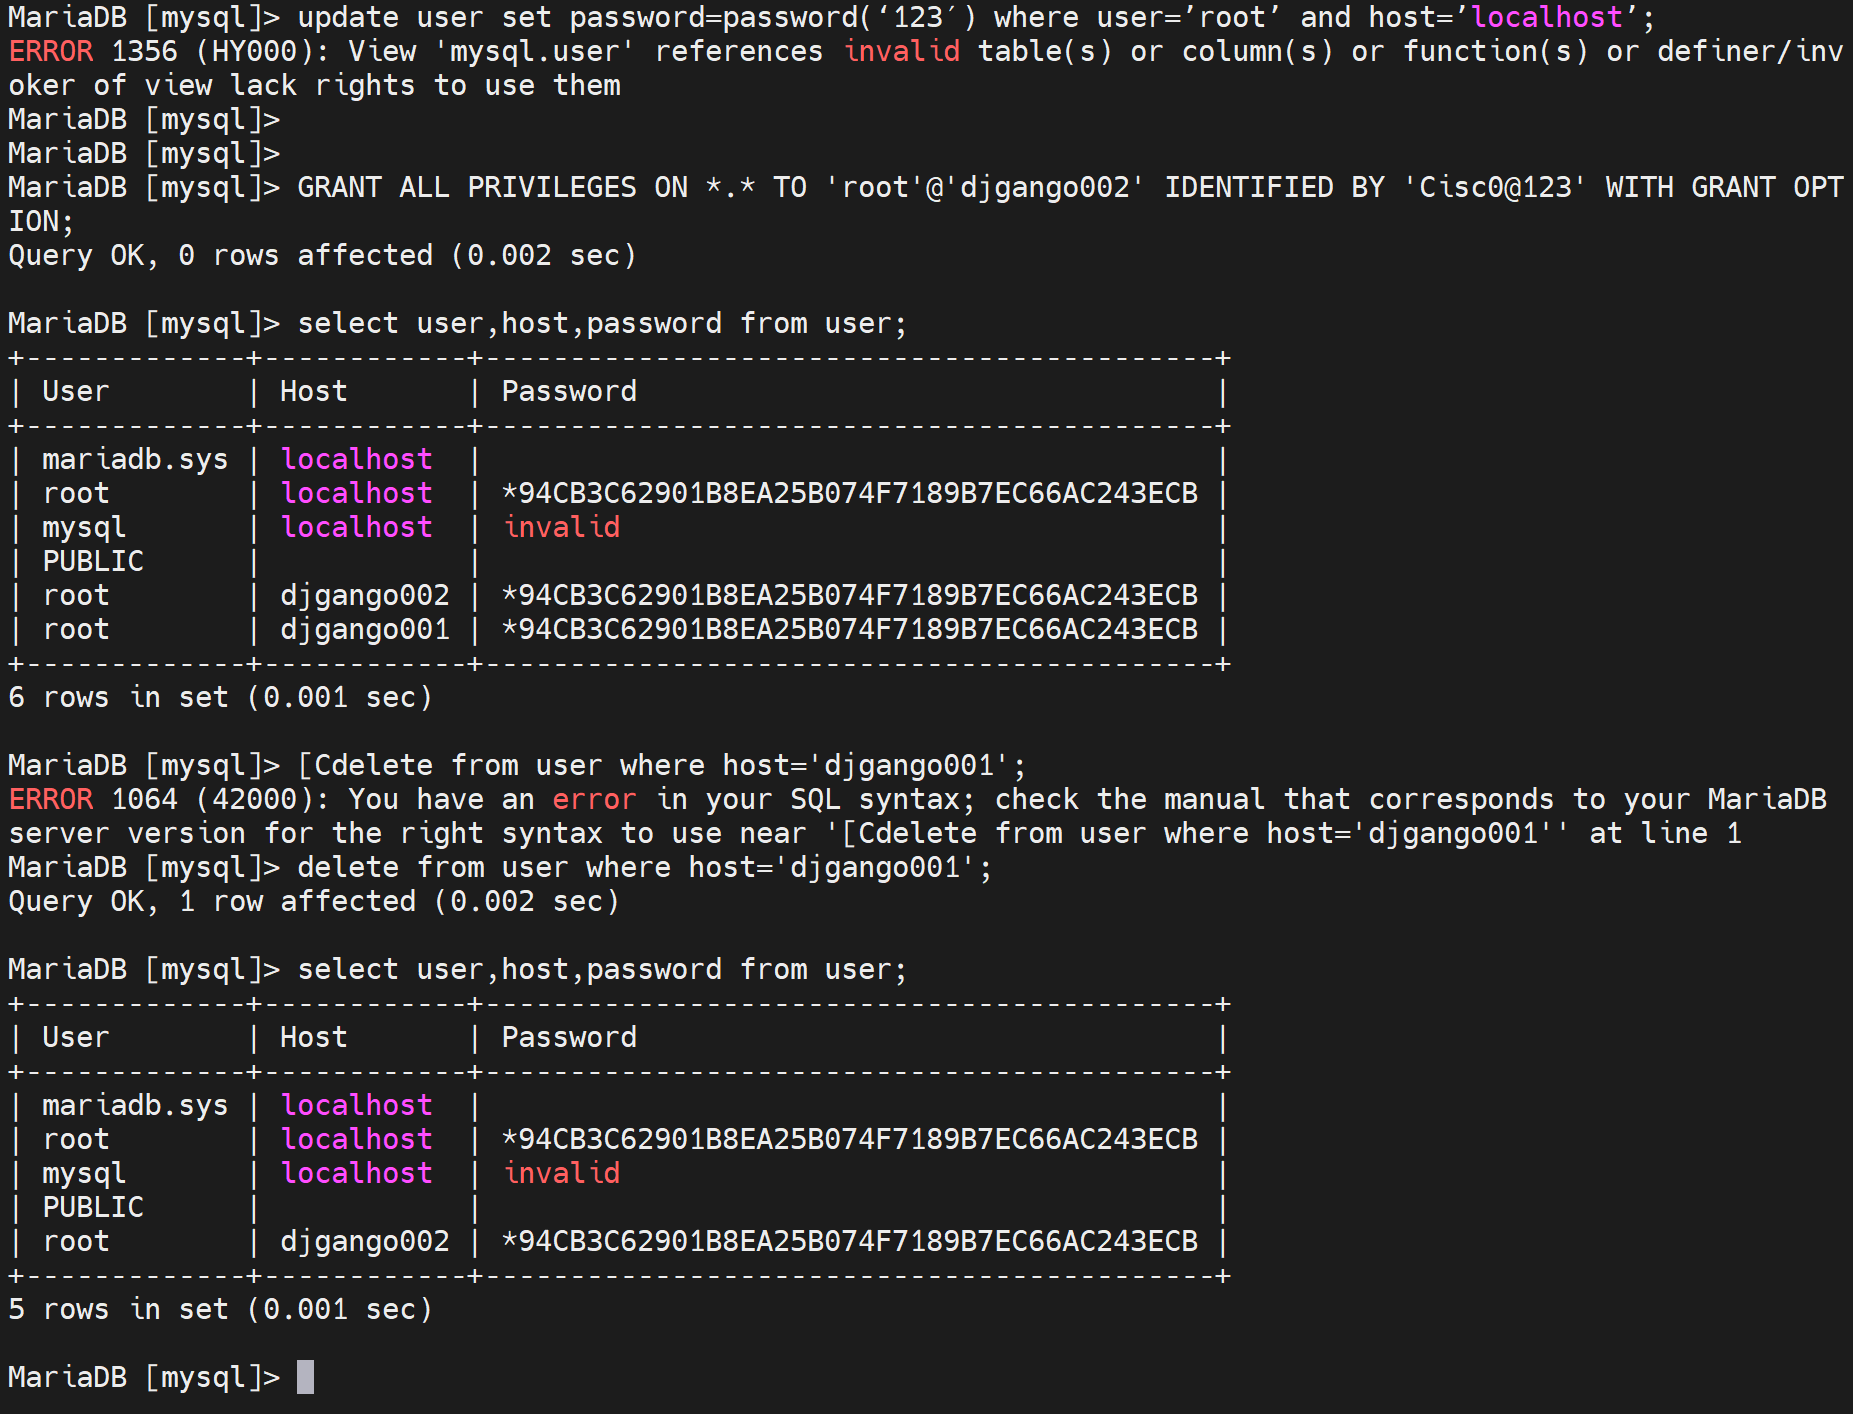 MariaDB [mysql]> update user set password=password(‘123′) where user=’root’ and host=’localhost’;
ERROR 1356 (HY000): View 'mysql.user' references invalid table(s) or column(s) or function(s) or definer/inv
oker of view lack rights to use them
MariaDB [mysql]>
MariaDB [mysql]>
MariaDB [mysql]> GRANT ALL PRIVILEGES ON *.* TO 'root'@'djgango002' IDENTIFIED BY 'Cisc0@123' WITH GRANT OPT
ION;
Query OK, 0 rows affected (0.002 sec)
MariaDB [mysql]> select user,host,password from user;
+-------------+------------+-------------------------------------------+
| User        | Host       | Password                                  |
+-------------+------------+-------------------------------------------+
| mariadb.sys | localhost  |                                           |
| root        | localhost  | *94CB3C62901B8EA25B074F7189B7EC66AC243ECB |
| mysql       | localhost  | invalid                                   |
| PUBLIC      |            |                                           |
| root        | djgango002 | *94CB3C62901B8EA25B074F7189B7EC66AC243ECB |
| root        | djgango001 | *94CB3C62901B8EA25B074F7189B7EC66AC243ECB |
+-------------+------------+-------------------------------------------+
6 rows in set (0.001 sec)
MariaDB [mysql]> [Cdelete from user where host='djgango001';
ERROR 1064 (42000): You have an error in your SQL syntax; check the manual that corresponds to your MariaDB
server version for the right syntax to use near '[Cdelete from user where host='djgango001'' at line 1
MariaDB [mysql]> delete from user where host='djgango001';
Query OK, 1 row affected (0.002 sec)
MariaDB [mysql]> select user,host,password from user;
+-------------+------------+-------------------------------------------+
| User        | Host       | Password                                  |
+-------------+------------+-------------------------------------------+
| mariadb.sys | localhost  |                                           |
| root        | localhost  | *94CB3C62901B8EA25B074F7189B7EC66AC243ECB |
| mysql       | localhost  | invalid                                   |
| PUBLIC      |            |                                           |
| root        | djgango002 | *94CB3C62901B8EA25B074F7189B7EC66AC243ECB |
+-------------+------------+-------------------------------------------+
5 rows in set (0.001 sec)
MariaDB [mysql]>